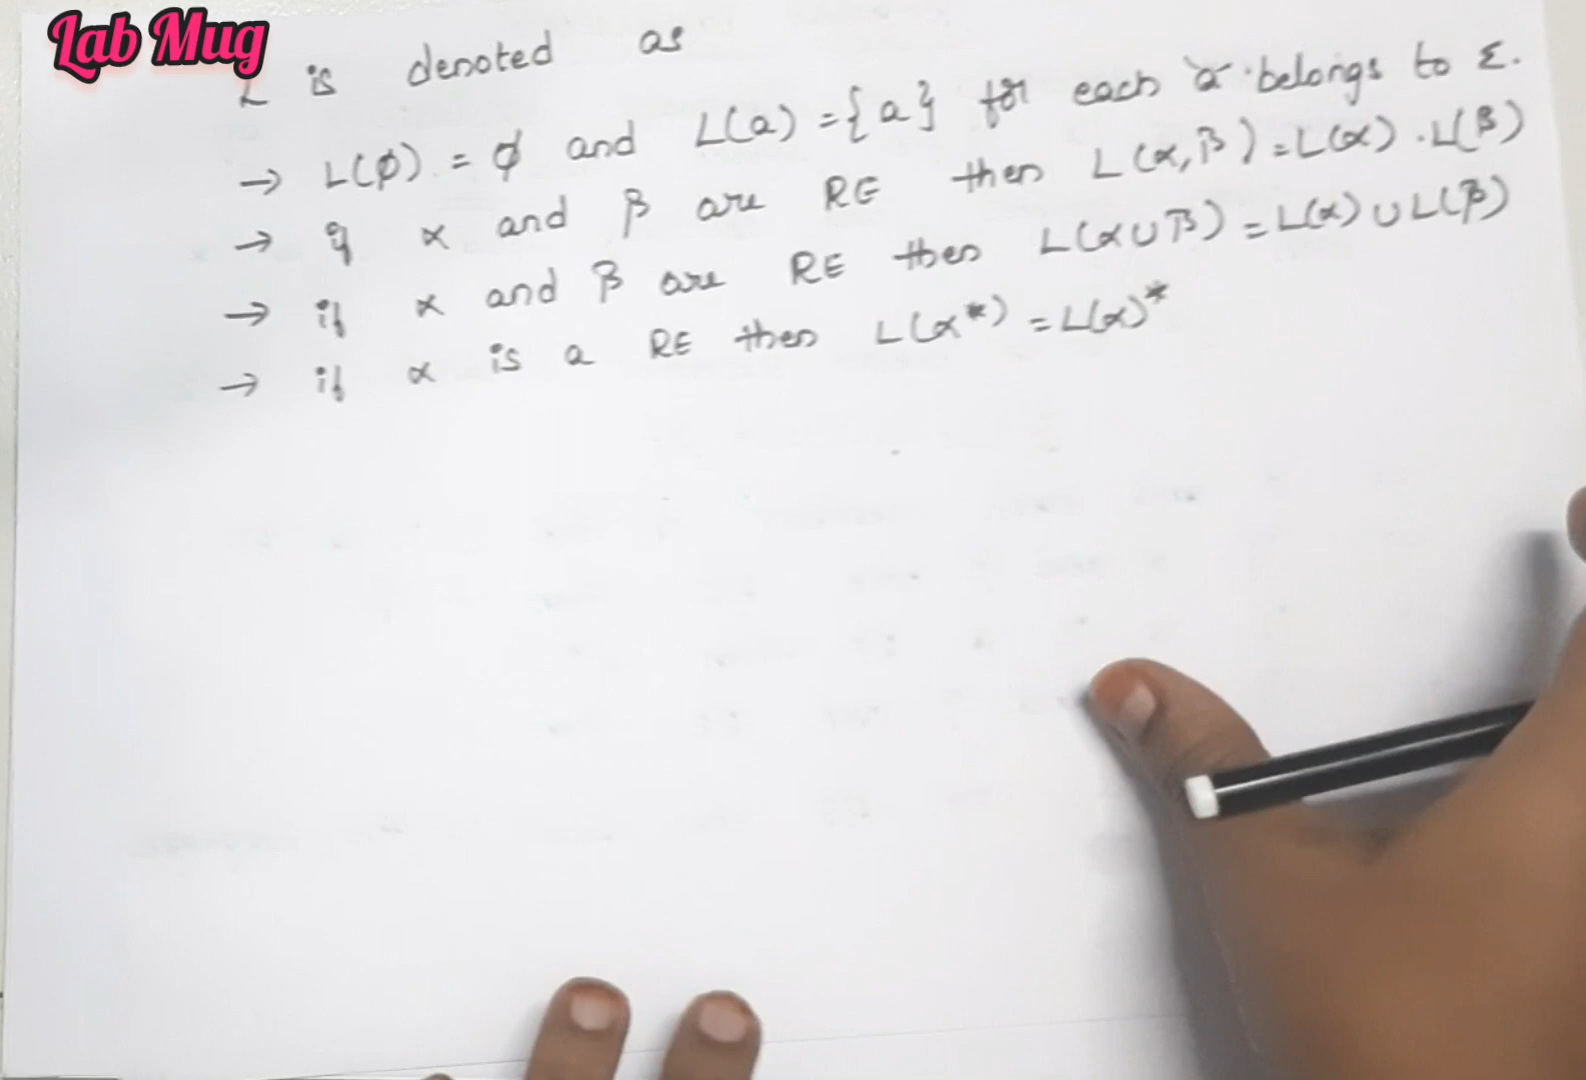 Lab Mug
L is denoted as
→ L(ϕ) = ϕ and L(a) = {a} for each 'a' belongs to Σ.
→ if α and β are RE then L(α,β) = L(α) . L(β)
→ if α and β are RE then L(α∪β) = L(α) ∪ L(β)
→ if α is a RE then L(α*) = L(α)*